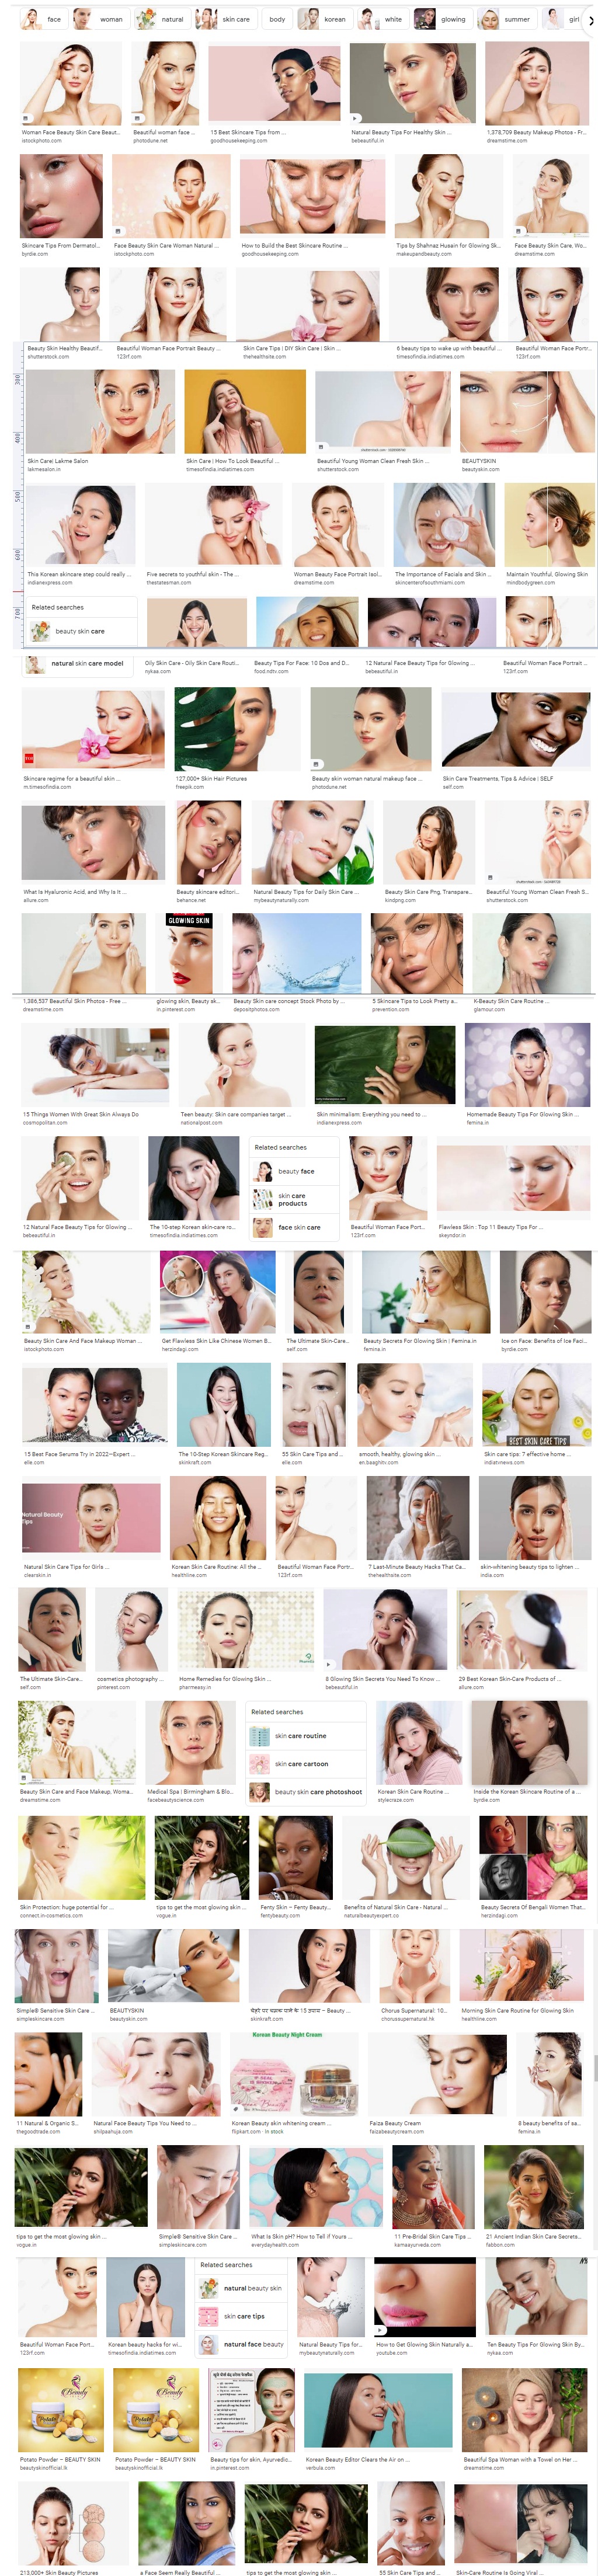 face woman natural skin care body korean white glowing summer girl
Woman Face Beauty Skin Care Beaut... Beautiful woman face ... 15 Best Skincare Tips from ... Natural Beauty Tips For Healthy Skin ... 1,378,709 Beauty Makeup Photos - Fr...
istockphoto.com photodune.net goodhousekeeping.com bebeautiful.in dreamstime.com
Skincare Tips From Dermatol... Face Beauty Skin Care Woman Natural ... How to Build the Best Skincare Routine ... Tips by Shahnaz Husain for Glowing Sk... Face Beauty Skin Care, Wo...
byrdie.com istockphoto.com goodhousekeeping.com makeupandbeauty.com dreamstime.com
Beauty Skin Healthy Beautif... Beautiful Woman Face Portrait Beauty ... Skin Care Tips | DIY Skin Care | Skin ... 6 beauty tips to wake up with beautiful ... Beautiful Woman Face Portr...
shutterstock.com 123rf.com thehealthsite.com timesofindia.indiatimes.com 123rf.com
300
400
Skin Care| Lakme Salon Skin Care | How To Look Beautiful ... Beautiful Young Woman Clean Fresh Skin ... BEAUTYSKIN
lakmesalon.in timesofindia.indiatimes.com shutterstock.com beautyskin.com
500
600
This Korean skincare step could really ... Five secrets to youthful skin - The ... Woman Beauty Face Portrait Isol... The Importance of Facials and Skin ... Maintain Youthful, Glowing Skin
indianexpress.com thestatesman.com dreamstime.com skincenterofsouthmiami.com mindbodygreen.com
700
Related searches
beauty skin care
natural skin care model
Oily Skin Care - Oily Skin Care Routi... Beauty Tips For Face: 10 Dos and D... 12 Natural Face Beauty Tips for Glowing ... Beautiful Woman Face Portrait ...
nykaa.com food.ndtv.com bebeautiful.in 123rf.com
Skincare regime for a beautiful skin ... 127,000+ Skin Hair Pictures Beauty skin woman natural makeup face ... Skin Care Treatments, Tips & Advice | SELF
m.timesofindia.com freepik.com photodune.net self.com
What Is Hyaluronic Acid, and Why Is It ... Beauty skincare editori... Natural Beauty Tips for Daily Skin Care ... Beauty Skin Care Png, Transpare... Beautiful Young Woman Clean Fresh S...
allure.com behance.net mybeautynaturally.com kindpng.com shutterstock.com
GLOWING SKIN
1,386,537 Beautiful Skin Photos - Free ... glowing skin, Beauty sk... Beauty Skin care concept Stock Photo by ... 5 Skincare Tips to Look Pretty a... K-Beauty Skin Care Routine ...
dreamstime.com in.pinterest.com depositphotos.com prevention.com glamour.com
15 Things Women With Great Skin Always Do Teen beauty: Skin care companies target ... Skin minimalism: Everything you need to ... Homemade Beauty Tips For Glowing Skin ...
cosmopolitan.com nationalpost.com indianexpress.com femina.in
Related searches
beauty face
skin care products
face skin care
12 Natural Face Beauty Tips for Glowing ... The 10-step Korean skin-care ro... Beautiful Woman Face Port... Flawless Skin : Top 11 Beauty Tips For ...
bebeautiful.in timesofindia.indiatimes.com 123rf.com skeyndor.in
Beauty Skin Care And Face Makeup Woman ... Get Flawless Skin Like Chinese Women B... The Ultimate Skin-Care... Beauty Secrets For Glowing Skin | Femina.in Ice on Face: Benefits of Ice Faci...
istockphoto.com herzindagi.com self.com femina.in byrdie.com
BEST SKIN CARE TIPS
15 Best Face Serums Try in 2022—Expert ... The 10-Step Korean Skincare Reg... 55 Skin Care Tips and ... smooth, healthy, glowing skin ... Skin care tips: 7 effective home ...
elle.com skinkraft.com elle.com en.baaghitv.com indiatvnews.com
Natural Beauty Tips
Natural Skin Care Tips for Girls ... Korean Skin Care Routine: All the ... Beautiful Woman Face Portr... 7 Last-Minute Beauty Hacks That Ca... skin-whitening beauty tips to lighten ...
clearskin.in healthline.com 123rf.com thehealthsite.com india.com
The Ultimate Skin-Care... cosmetics photography ... Home Remedies for Glowing Skin ... 8 Glowing Skin Secrets You Need To Know ... 29 Best Korean Skin-Care Products of ...
self.com pinterest.com pharmeasy.in bebeautiful.in allure.com
Related searches
skin care routine
skin care cartoon
beauty skin care photoshoot
Beauty Skin Care and Face Makeup, Woma... Medical Spa | Birmingham & Blo... Korean Skin Care Routine ... Inside the Korean Skincare Routine of a ...
dreamstime.com facebeautyscience.com stylecraze.com byrdie.com
Skin Protection: huge potential for ... tips to get the most glowing skin ... Fenty Skin – Fenty Beauty... Benefits of Natural Skin Care - Natural ... Beauty Secrets Of Bengali Women That...
connect.in-cosmetics.com vogue.in fentybeauty.com naturalbeautyexpert.co herzindagi.com
Simple® Sensitive Skin Care ... BEAUTYSKIN चेहरे पर चमक पाने के 15 उपाय – Beauty ... Chorus Supernatural: 10... Morning Skin Care Routine for Glowing Skin
simpleskincare.com beautyskin.com skinkraft.com chorussupernatural.hk healthline.com
Korean Beauty Night Cream
11 Natural & Organic S... Natural Face Beauty Tips You Need to ... Korean Beauty skin whitening cream ... Faiza Beauty Cream 8 beauty benefits of sa...
thegoodtrade.com shilpaahuja.com flipkart.com · In stock faizabeautycream.com femina.in
tips to get the most glowing skin ... Simple® Sensitive Skin Care ... What Is Skin pH? How to Tell if Yours ... 11 Pre-Bridal Skin Care Tips ... 21 Ancient Indian Skin Care Secrets...
vogue.in simpleskincare.com everydayhealth.com kamaayurveda.com fabbon.com
Related searches
natural beauty skin
skin care tips
natural face beauty
Beautiful Woman Face Port... Korean beauty hacks for wi... Natural Beauty Tips for... How to Get Glowing Skin Naturally a... Ten Beauty Tips For Glowing Skin By...
123rf.com timesofindia.indiatimes.com mybeautynaturally.com youtube.com nykaa.com
Potato Powder – BEAUTY SKIN Potato Powder – BEAUTY SKIN Beauty tips for skin, Ayurvedic... Korean Beauty Editor Clears the Air on ... Beautiful Spa Woman with a Towel on Her ...
beautyskinofficial.lk beautyskinofficial.lk in.pinterest.com verbula.com dreamstime.com
213,000+ Skin Beauty Pictures a Face Seem Really Beautiful ... tips to get the most glowing skin ... 55 Skin Care Tips and ... Skin-Care Routine Is Going Viral ...